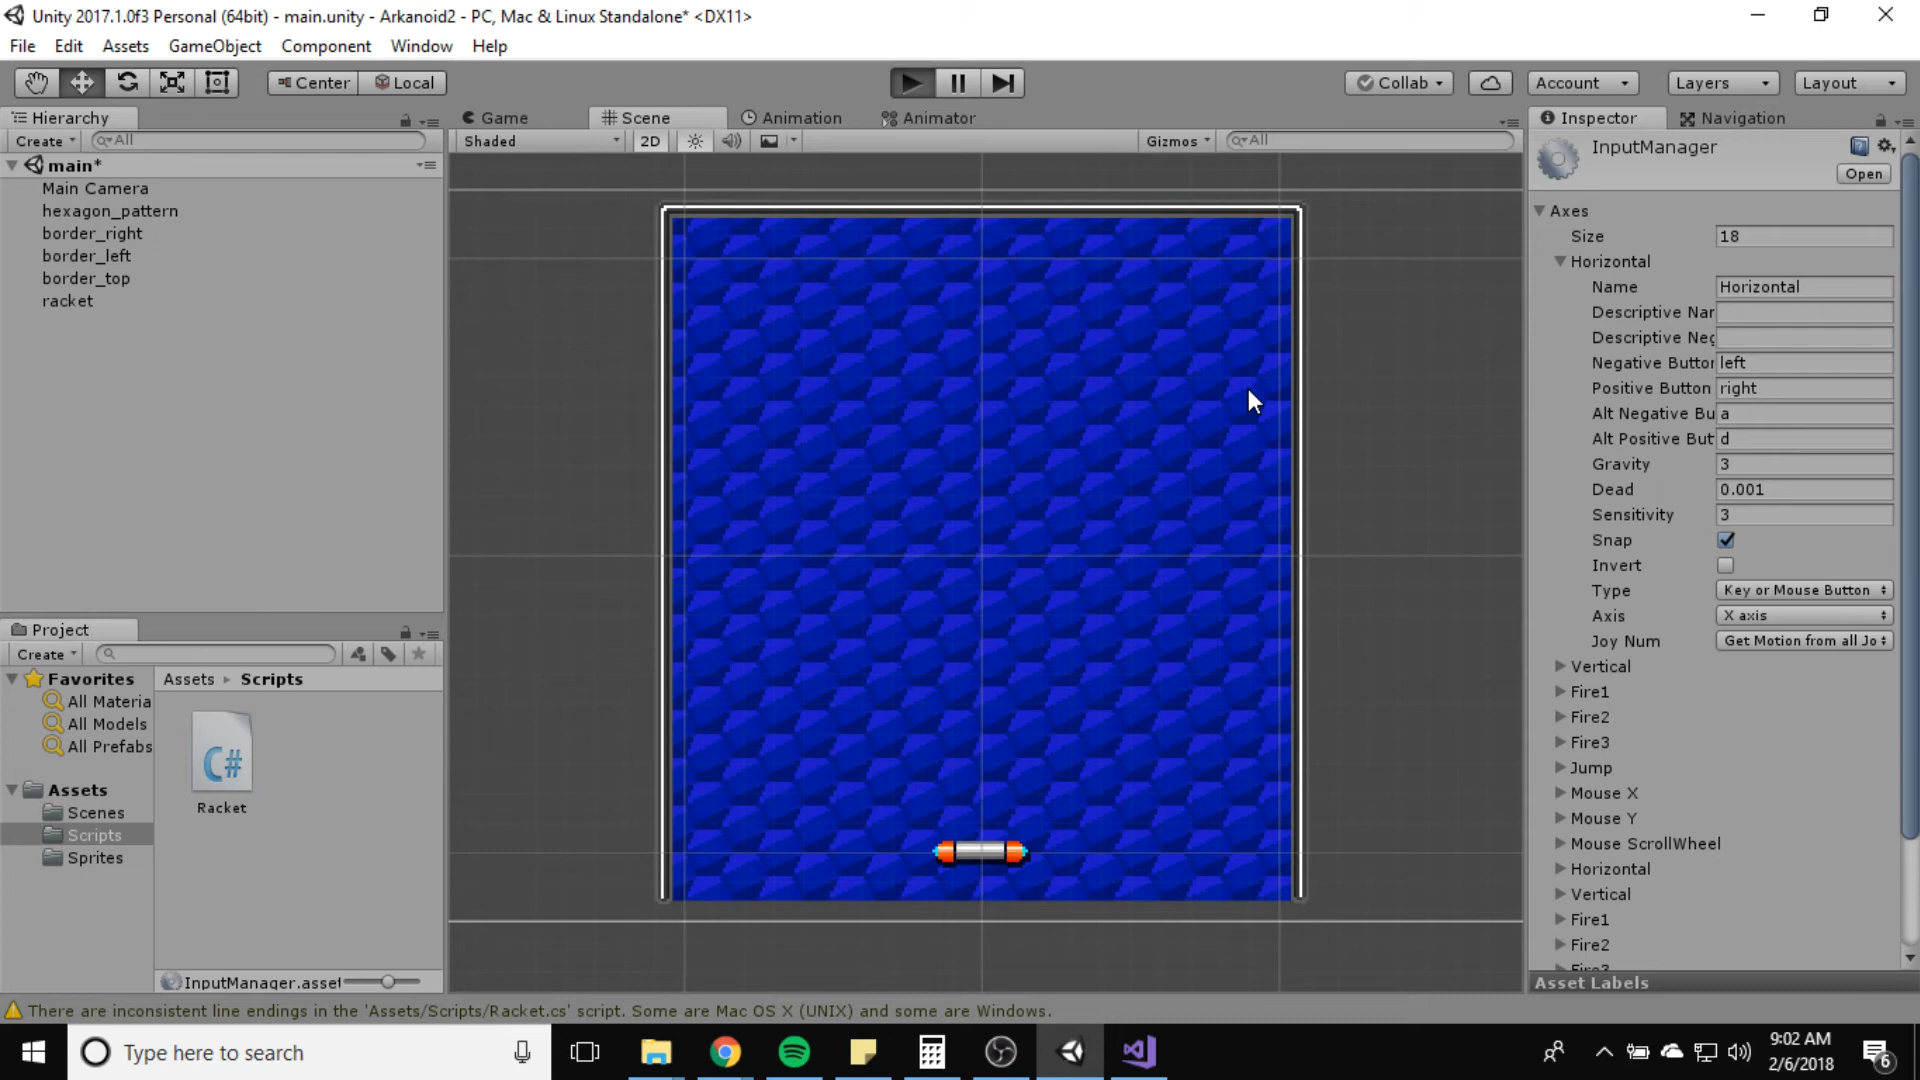 Unity 2017.1.0f3 Personal (64bit) - main.unity - Arkanoid2 - PC, Mac & Linux Standalone* <DX11>
File Edit Assets GameObject Component Window Help
Center Local Collab Account Layers Layout
Hierarchy
Create All
main*
Main Camera
hexagon_pattern
border_right
border_left
border_top
racket
Game Scene Animation Animator
Shaded 2D Gizmos All
Inspector Navigation
InputManager
Open
Axes
Size 18
Horizontal
Name Horizontal
Descriptive Nar
Descriptive Neg
Negative Button left
Positive Button right
Alt Negative Bu a
Alt Positive But d
Gravity 3
Dead 0.001
Sensitivity 3
Snap
Invert
Type Key or Mouse Button
Axis X axis
Joy Num Get Motion from all Jo
Vertical
Fire1
Fire2
Fire3
Jump
Mouse X
Mouse Y
Mouse ScrollWheel
Horizontal
Vertical
Fire1
Fire2
Fire3
Asset Labels
Project
Create
Favorites
All Materia
All Models
All Prefabs
Assets
Scenes
Scripts
Sprites
Assets Scripts
C#
Racket
InputManager.asset
There are inconsistent line endings in the 'Assets/Scripts/Racket.cs' script. Some are Mac OS X (UNIX) and some are Windows.
Type here to search
9:02 AM
2/6/2018
6